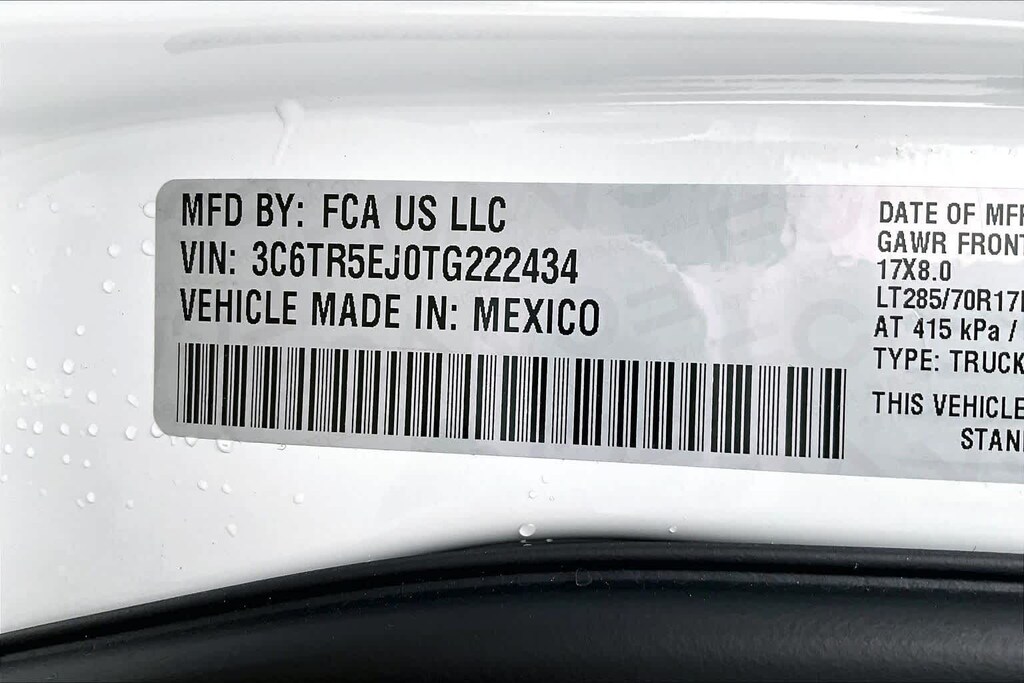 MFD BY: FCA US LLC
VIN: 3C6TR5EJ0TG222434
VEHICLE MADE IN: MEXICO
DATE OF MFR
GAWR FRONT
17X8.0
LT285/70R17
AT 415 kPa /
TYPE: TRUCK
THIS VEHICLE
STAN